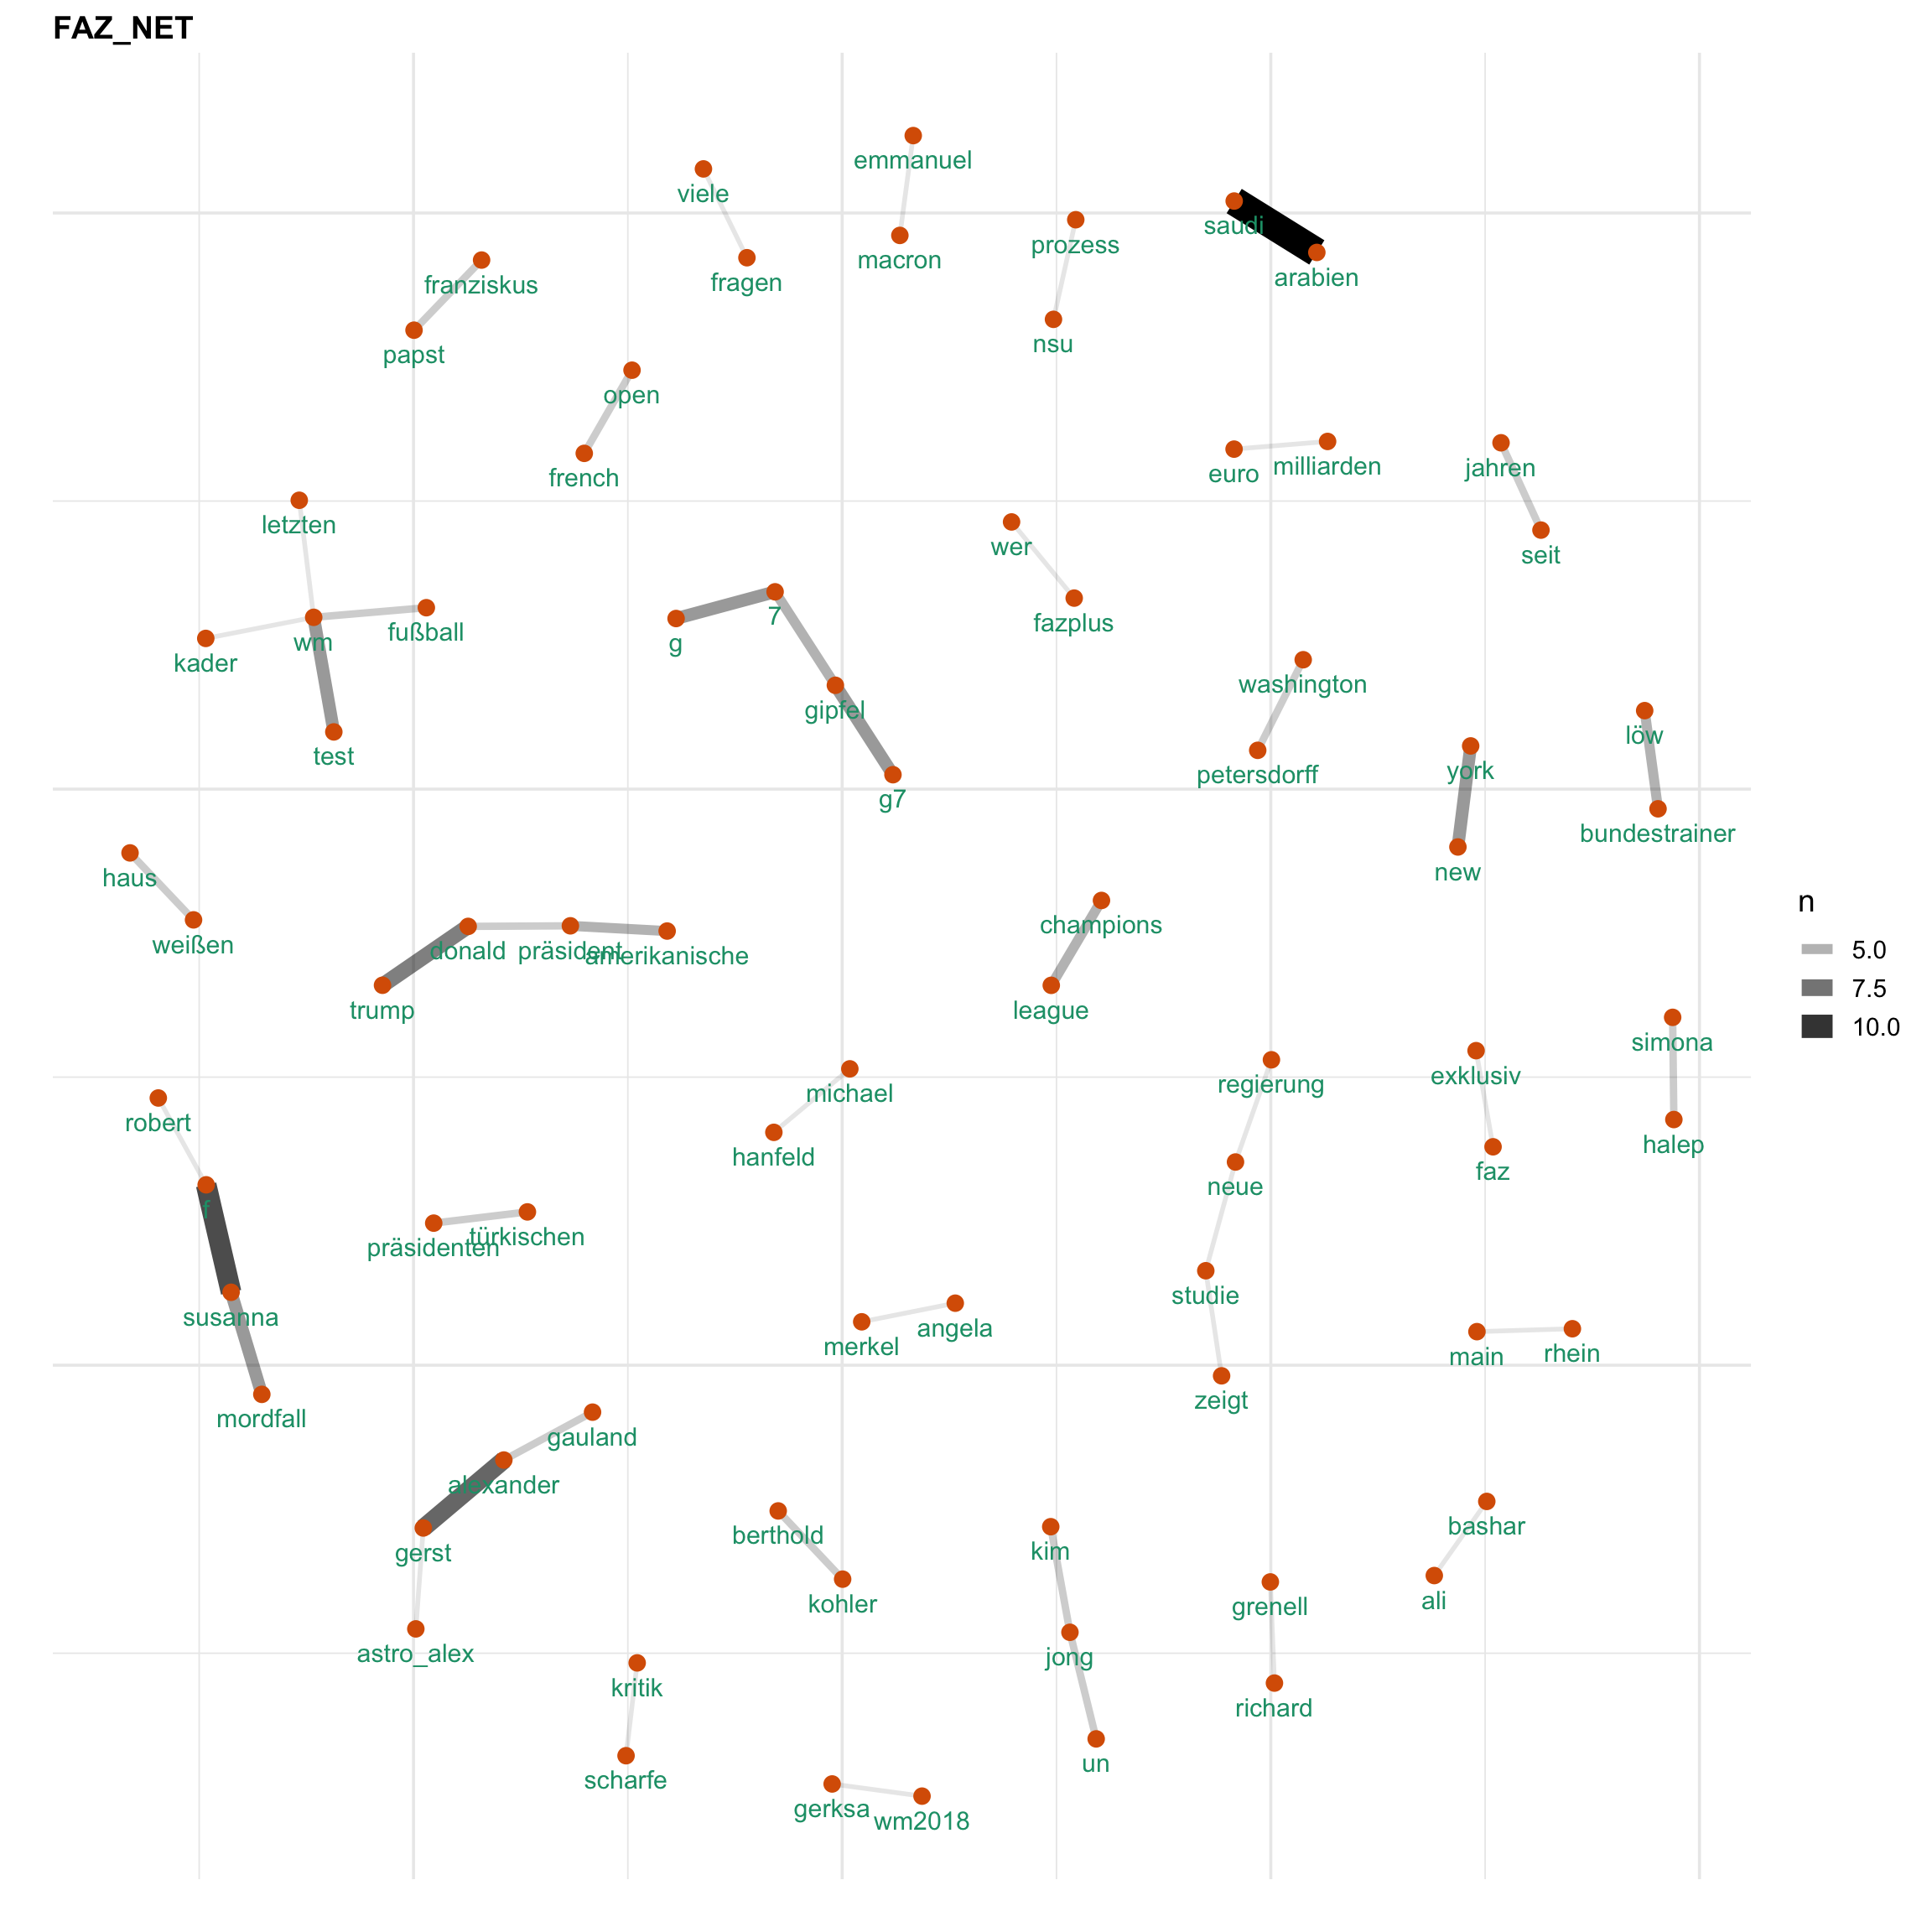 FAZ_NET
emmanuel
viele
saudi
prozess
macron
arabien
fragen
franziskus
nsu
papst
open
milliarden
jahren
euro
french
letzten
wer
seit
fazplus
fußball
7
wm
g
kader
washington
gipfel
löw
test
york
petersdorff
g7
bundestrainer
new
haus
n
champions
weißen
donald
präsident
amerikanische
5.0
7.5
league
trump
10.0
simona
exklusiv
regierung
michael
robert
halep
hanfeld
faz
neue
f
türkischen
präsidenten
studie
susanna
angela
merkel
rhein
main
zeigt
mordfall
gauland
alexander
bashar
berthold
kim
gerst
ali
kohler
grenell
astro_alex
jong
kritik
richard
un
scharfe
gerksa
wm2018